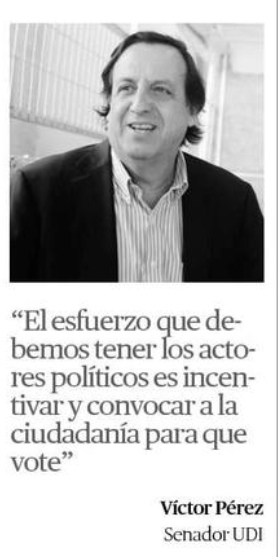 “El esfuerzo que de-
bemos tener los acto-
res políticos es incen-
tivar y convocar a la
ciudadanía para que
vote”
Víctor Pérez
Senador UDI